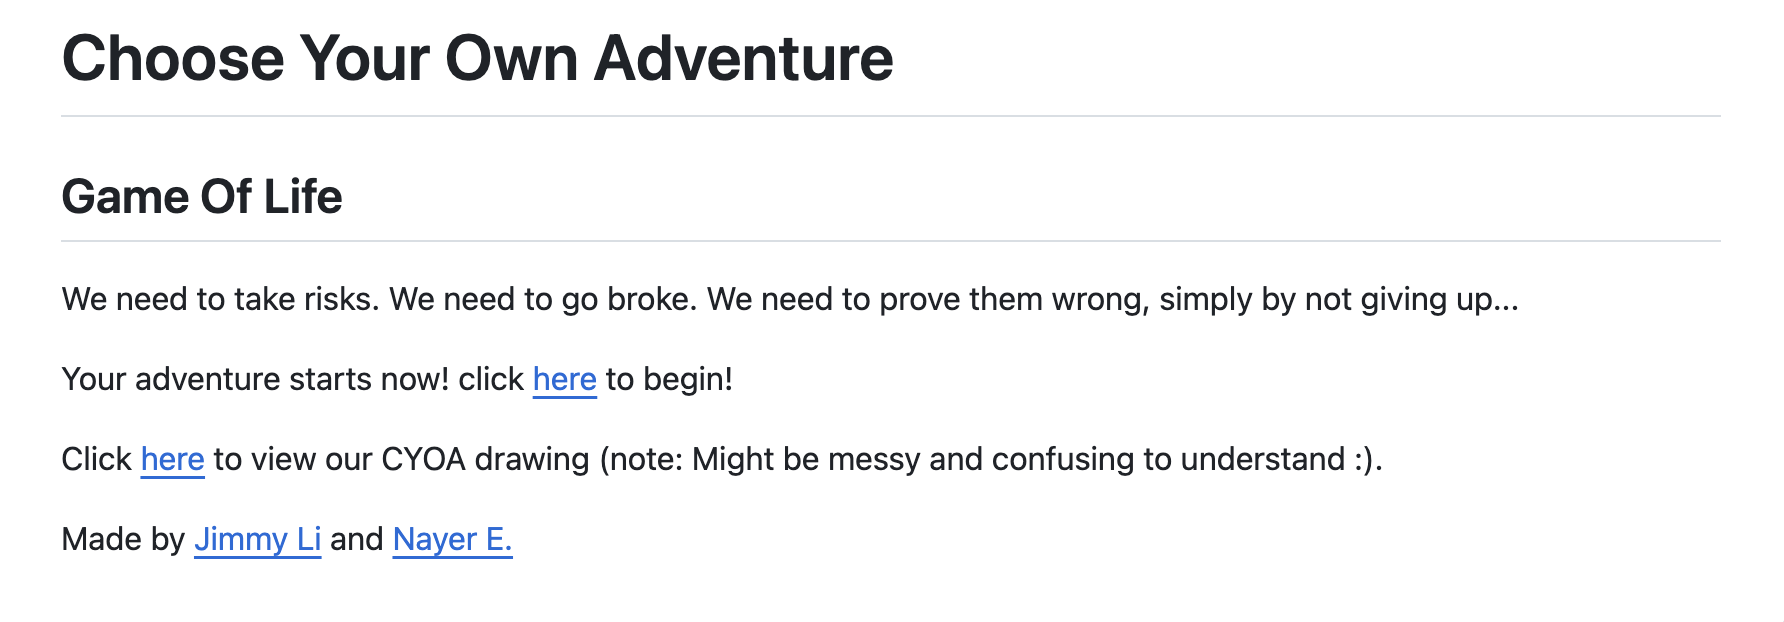 Choose Your Own Adventure
Game Of Life
We need to take risks. We need to go broke. We need to prove them wrong, simply by not giving up...
Your adventure starts now! click here to begin!
Click here to view our CYOA drawing (note: Might be messy and confusing to understand :).
Made by Jimmy Li and Nayer E.